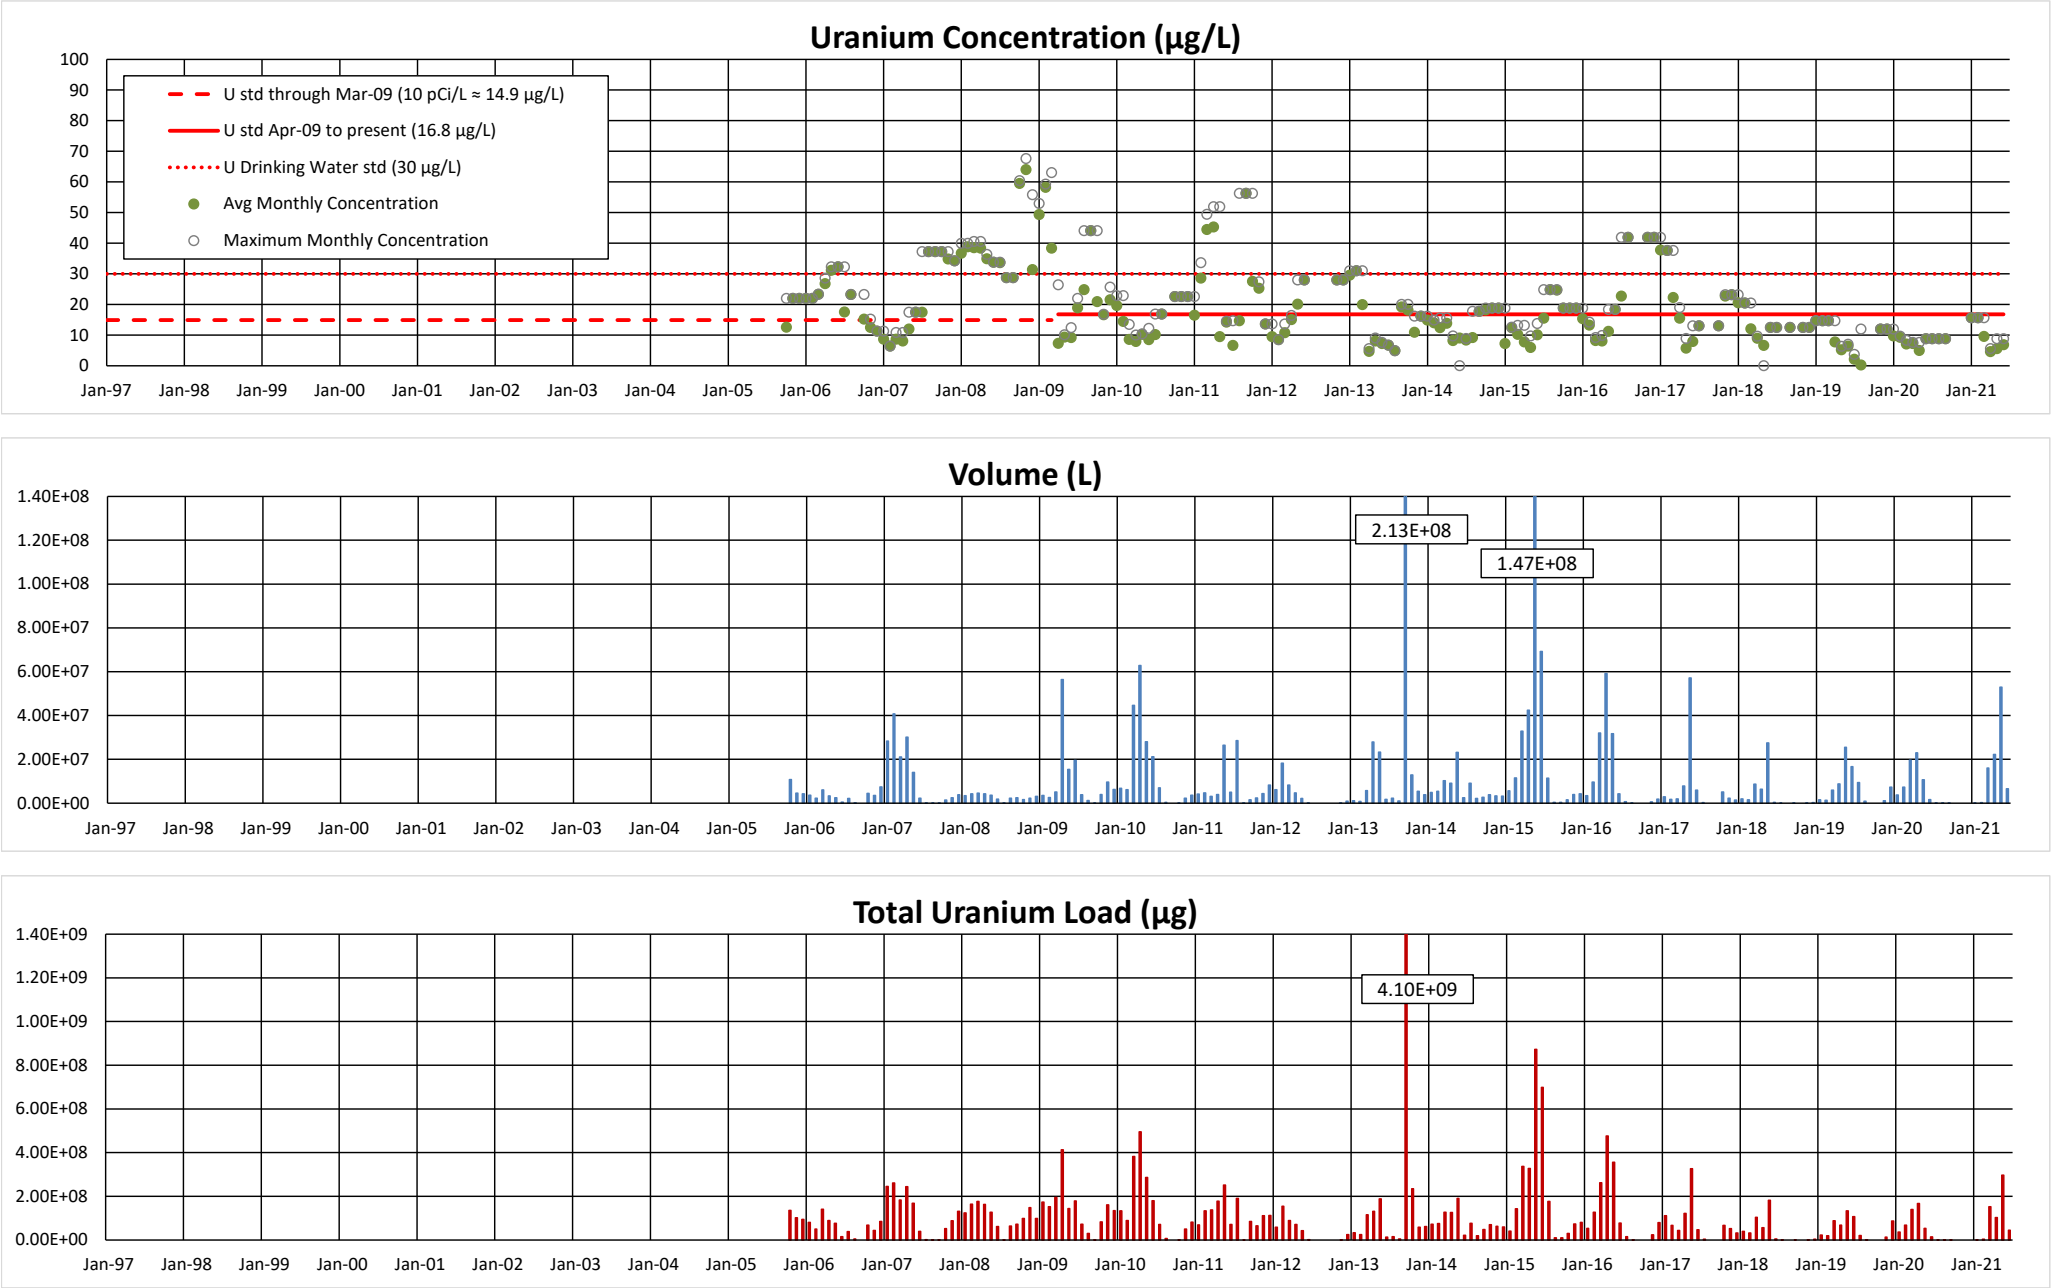 Uranium Concentration (µg/L)
100
90
80
70
60
50
40
30
20
10
0
U std through Mar-09 (10 pCi/L ≈ 14.9 µg/L)
U std Apr-09 to present (16.8 µg/L)
U Drinking Water std (30 µg/L)
Avg Monthly Concentration
Maximum Monthly Concentration
Jan-97 Jan-98 Jan-99 Jan-00 Jan-01 Jan-02 Jan-03 Jan-04 Jan-05 Jan-06 Jan-07 Jan-08 Jan-09 Jan-10 Jan-11 Jan-12 Jan-13 Jan-14 Jan-15 Jan-16 Jan-17 Jan-18 Jan-19 Jan-20 Jan-21
Volume (L)
1.40E+08
1.20E+08
1.00E+08
8.00E+07
6.00E+07
4.00E+07
2.00E+07
0.00E+00
2.13E+08
1.47E+08
Jan-97 Jan-98 Jan-99 Jan-00 Jan-01 Jan-02 Jan-03 Jan-04 Jan-05 Jan-06 Jan-07 Jan-08 Jan-09 Jan-10 Jan-11 Jan-12 Jan-13 Jan-14 Jan-15 Jan-16 Jan-17 Jan-18 Jan-19 Jan-20 Jan-21
Total Uranium Load (µg)
1.40E+09
1.20E+09
1.00E+09
8.00E+08
6.00E+08
4.00E+08
2.00E+08
0.00E+00
4.10E+09
Jan-97 Jan-98 Jan-99 Jan-00 Jan-01 Jan-02 Jan-03 Jan-04 Jan-05 Jan-06 Jan-07 Jan-08 Jan-09 Jan-10 Jan-11 Jan-12 Jan-13 Jan-14 Jan-15 Jan-16 Jan-17 Jan-18 Jan-19 Jan-20 Jan-21